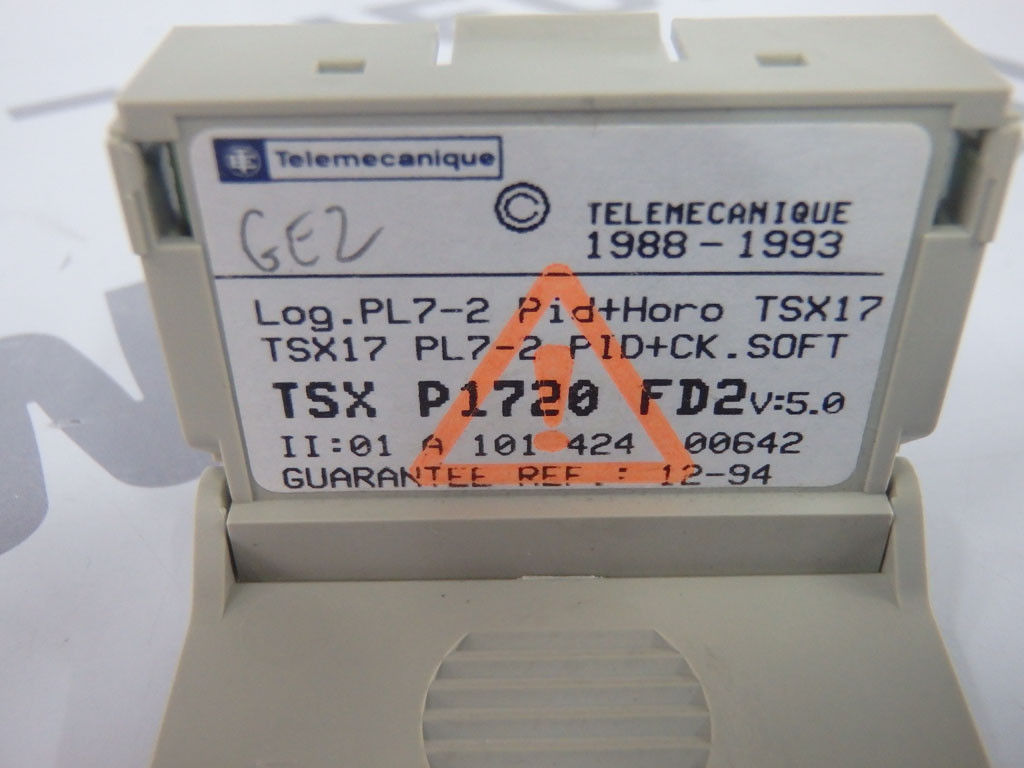 Telemecanique
GE2
© TELEMECANIQUE
1988-1993
Log.PL7-2 Pid+Horo TSX17
TSX17 PL7-2 PID+CK.SOFT
TSX P1720 FD2 V:5.0
II:01 A 101 424 00642
GUARANTEE REF.: 12-94